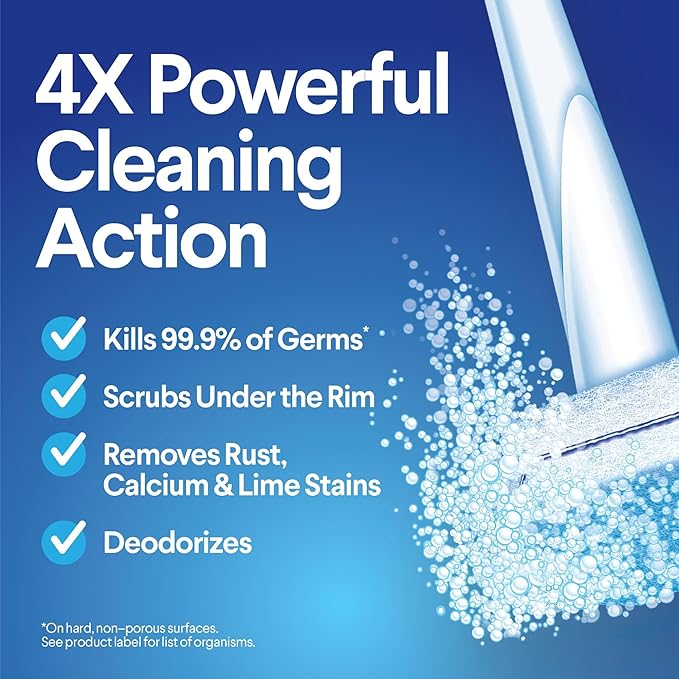 4X Powerful
Cleaning
Action
Kills 99.9% of Germs*
Scrubs Under the Rim
Removes Rust,
Calcium & Lime Stains
Deodorizes
*On hard, non–porous surfaces.
See product label for list of organisms.